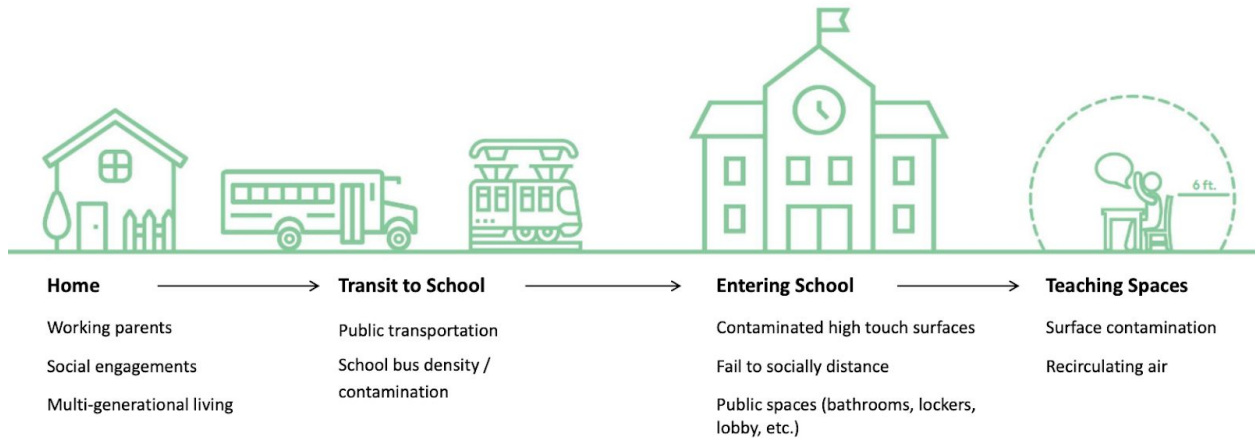 6 ft.
Home
Working parents
Social engagements
Multi-generational living
Transit to School
Public transportation
School bus density /
contamination
Entering School
Contaminated high touch surfaces
Fail to socially distance
Public spaces (bathrooms, lockers,
lobby, etc.)
Teaching Spaces
Surface contamination
Recirculating air